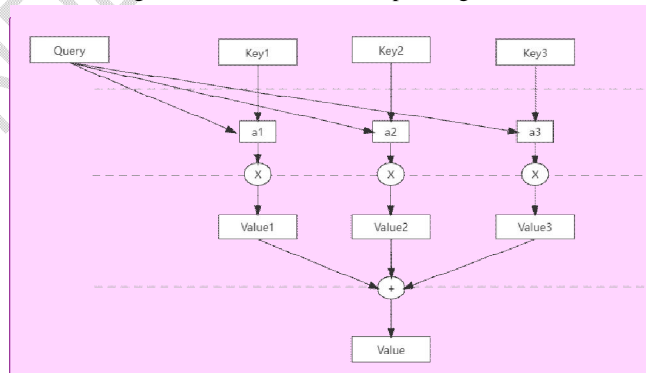 Query Key1 Key2 Key3
a1 a2 a3
X X X
Value1 Value2 Value3
+
Value